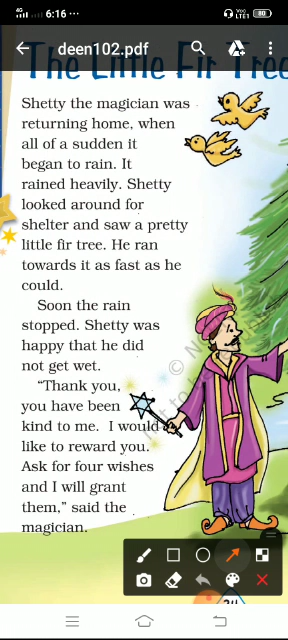 4G 6:16 ··· Vo) LTE1 80
deen102.pdf
The Little Fir Tree
Shetty the magician was
returning home, when
all of a sudden it
began to rain. It
rained heavily. Shetty
looked around for
shelter and saw a pretty
little fir tree. He ran
towards it as fast as he
could.
Soon the rain
stopped. Shetty was
happy that he did
not get wet.
“Thank you,
you have been
kind to me. I would
like to reward you.
Ask for four wishes
and I will grant
them,” said the
magician.